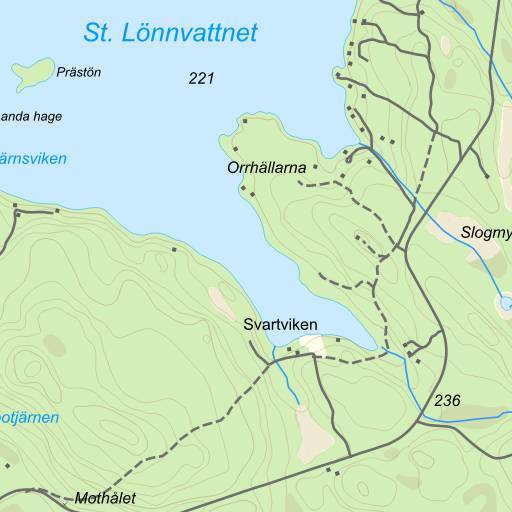 St. Lönnvattnet
Prästön
221
anda hage
ärnsviken
Orrhällarna
Slogmy
Svartviken
236
otjärnen
Mothålet